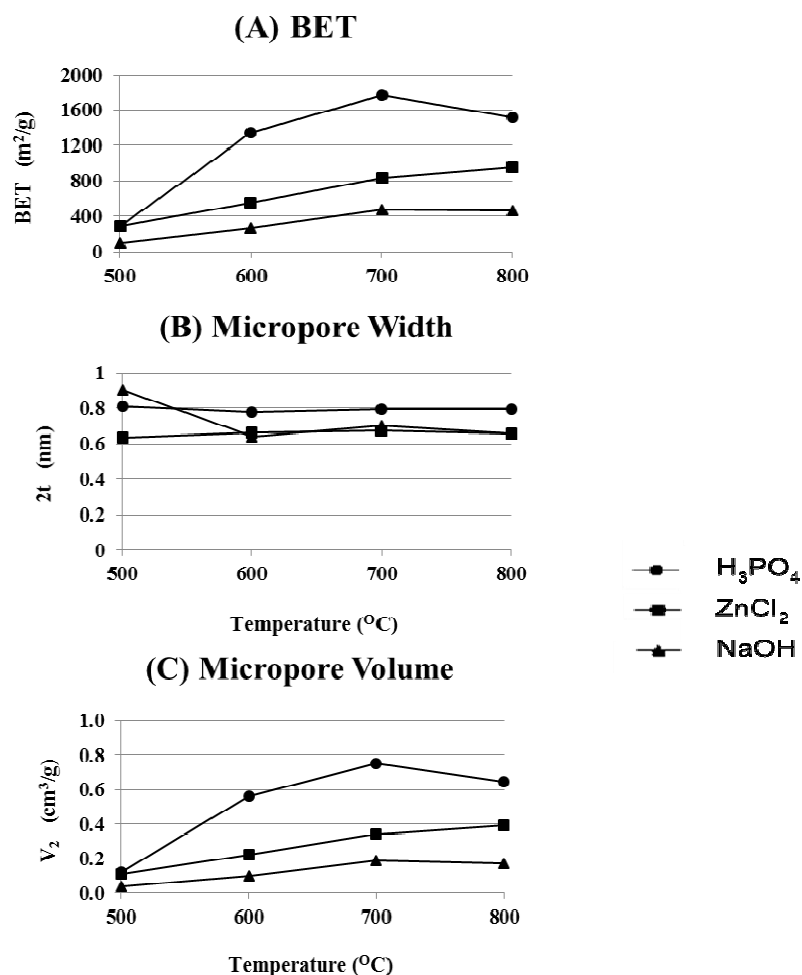 (A) BET
2000
1600
1200
800
400
0
BET (m²/g)
500 600 700 800
(B) Micropore Width
1
0.8
0.6
0.4
0.2
0
2t (nm)
500 600 700 800
Temperature (ᴼC)
H₃PO₄
ZnCl₂
NaOH
(C) Micropore Volume
1.0
0.8
0.6
0.4
0.2
0.0
V₂ (cm³/g)
500 600 700 800
Temperature (ᴼC)